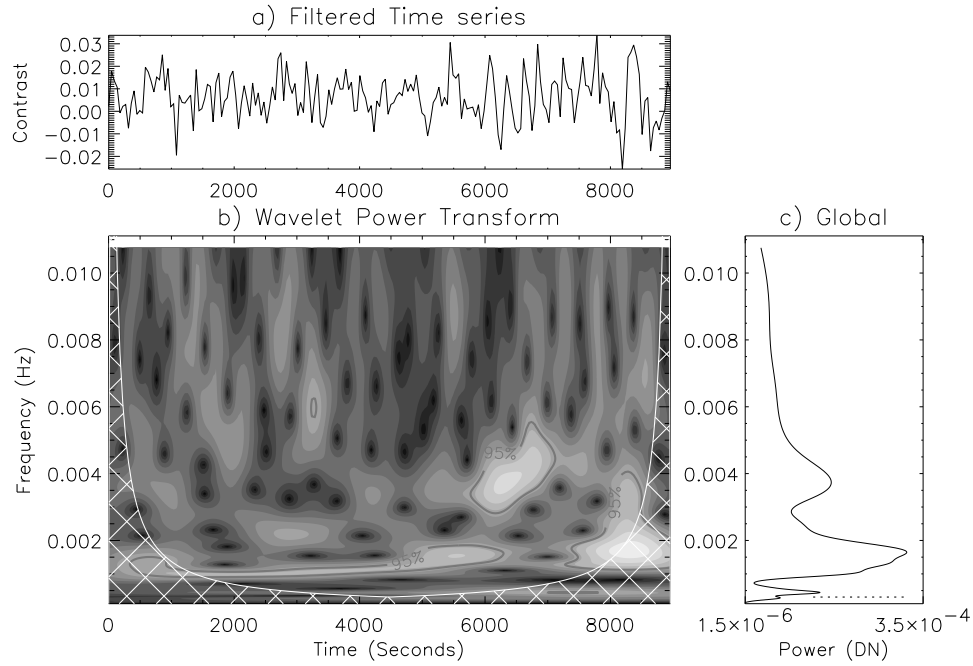 a) Filtered Time series
Contrast
0.03
0.02
0.01
0.00
−0.01
−0.02
0 2000 4000 6000 8000
b) Wavelet Power Transform
c) Global
Frequency (Hz)
0.010
0.008
0.006
0.004
0.002
95%
95%
95%
0.010
0.008
0.006
0.004
0.002
0 2000 4000 6000 8000
Time (Seconds)
1.5×10^−6 3.5×10^−4
Power (DN)